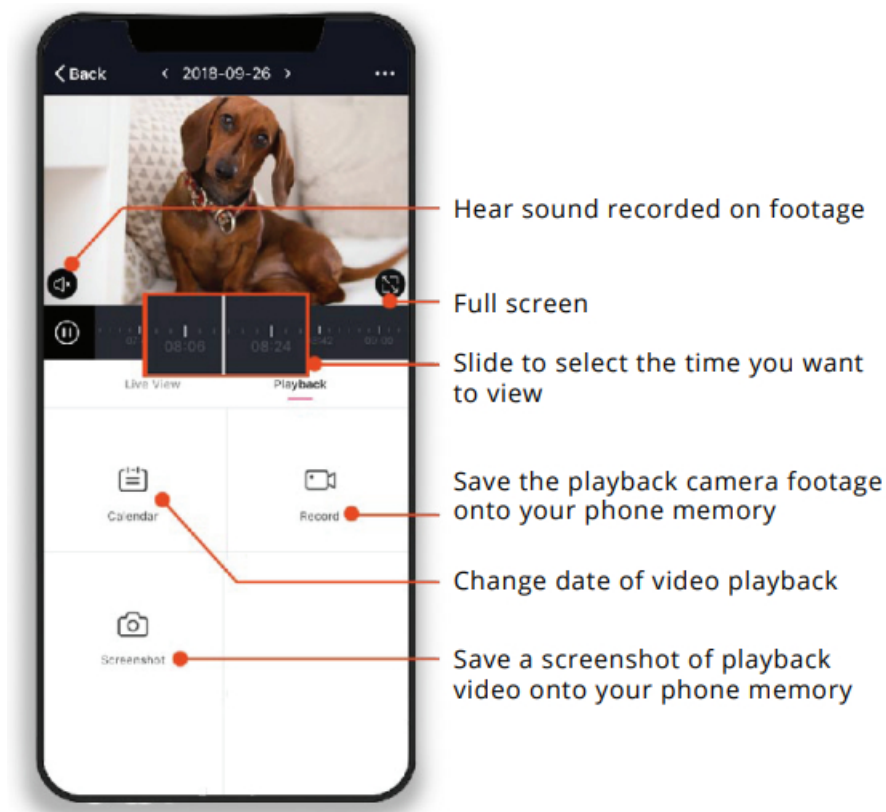 Back
2018-09-26
Hear sound recorded on footage
Full screen
08:06
08:24
Slide to select the time you want
to view
Live View
Playback
Save the playback camera footage
onto your phone memory
Calendar
Record
Change date of video playback
Screenshot
Save a screenshot of playback
video onto your phone memory